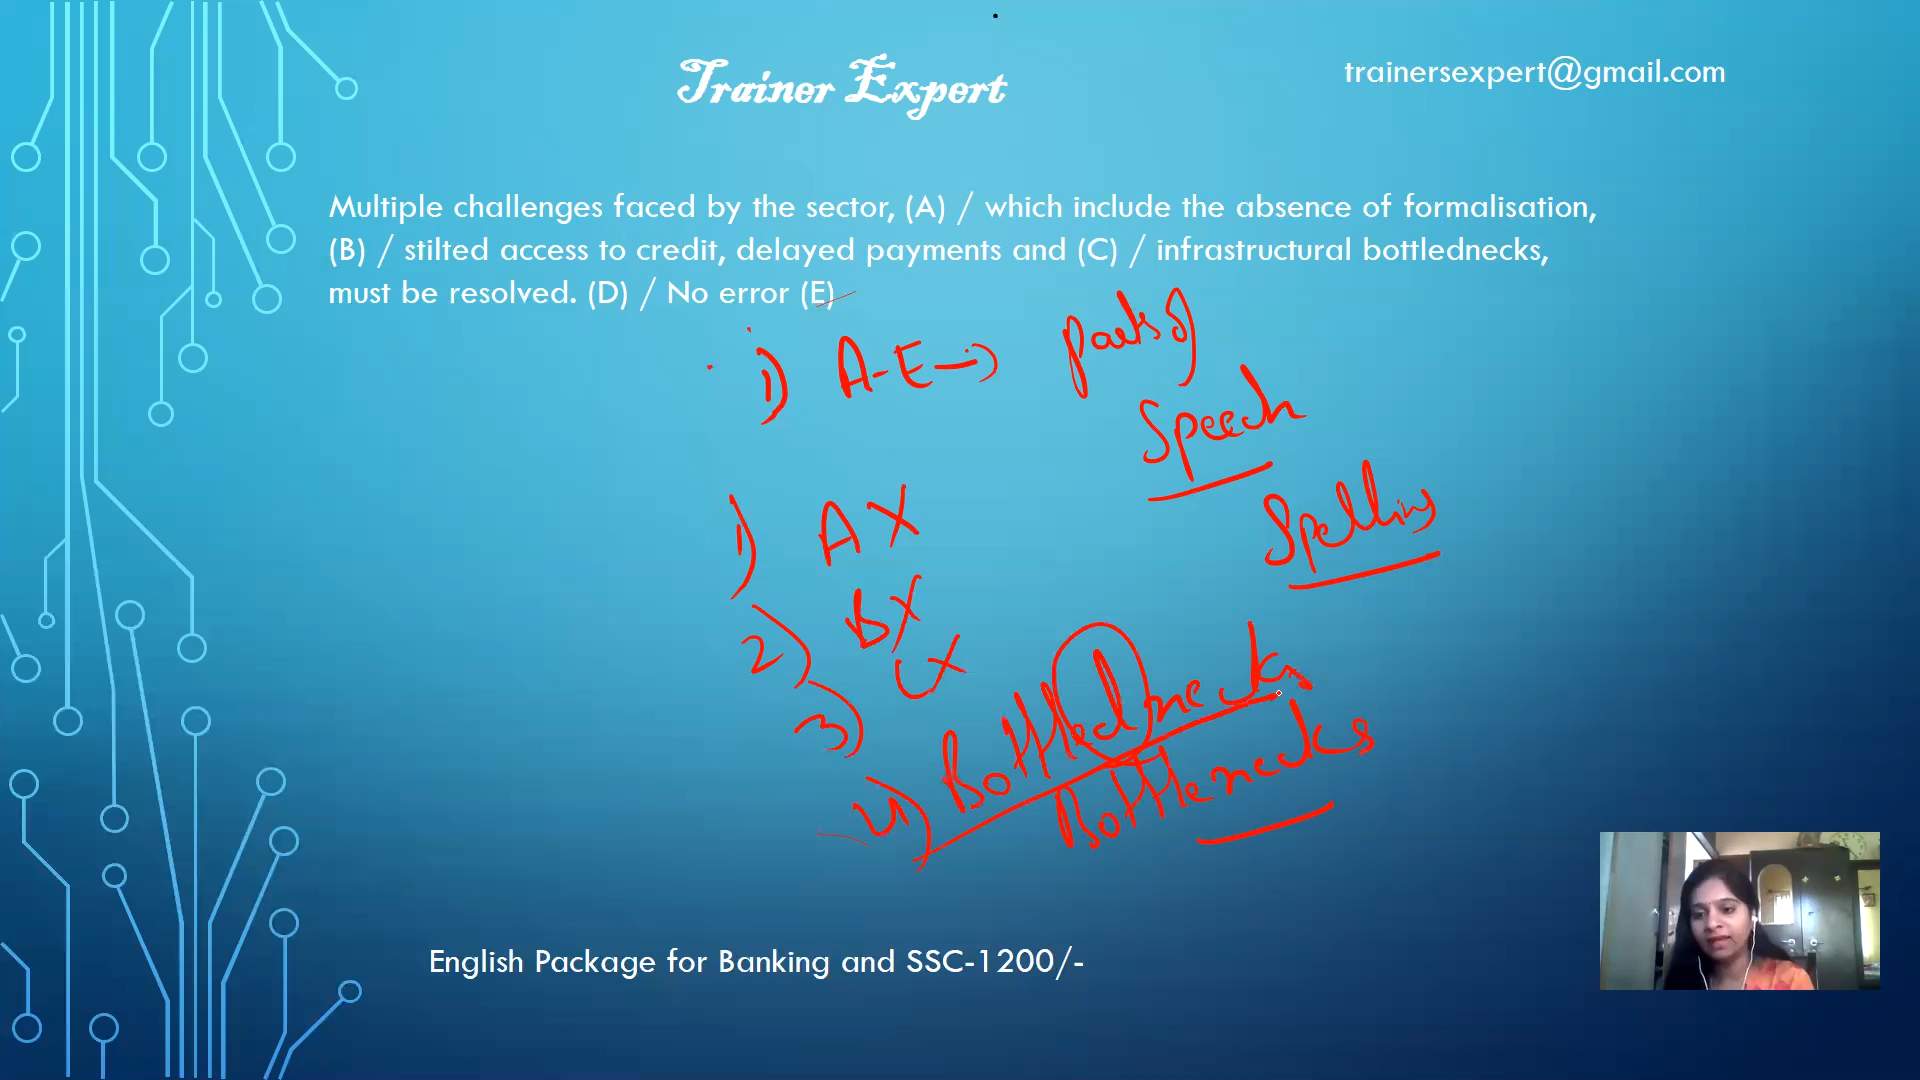 Trainer Expert
trainersexpert@gmail.com
Multiple challenges faced by the sector, (A) / which include the absence of formalisation,
(B) / stilted access to credit, delayed payments and (C) / infrastructural bottlednecks,
must be resolved. (D) / No error (E)
1) A-E → parts of
Speech
Spelling
1) A X
2) B X
3) C X
4) Bottlednecks
Bottlenecks
English Package for Banking and SSC-1200/-